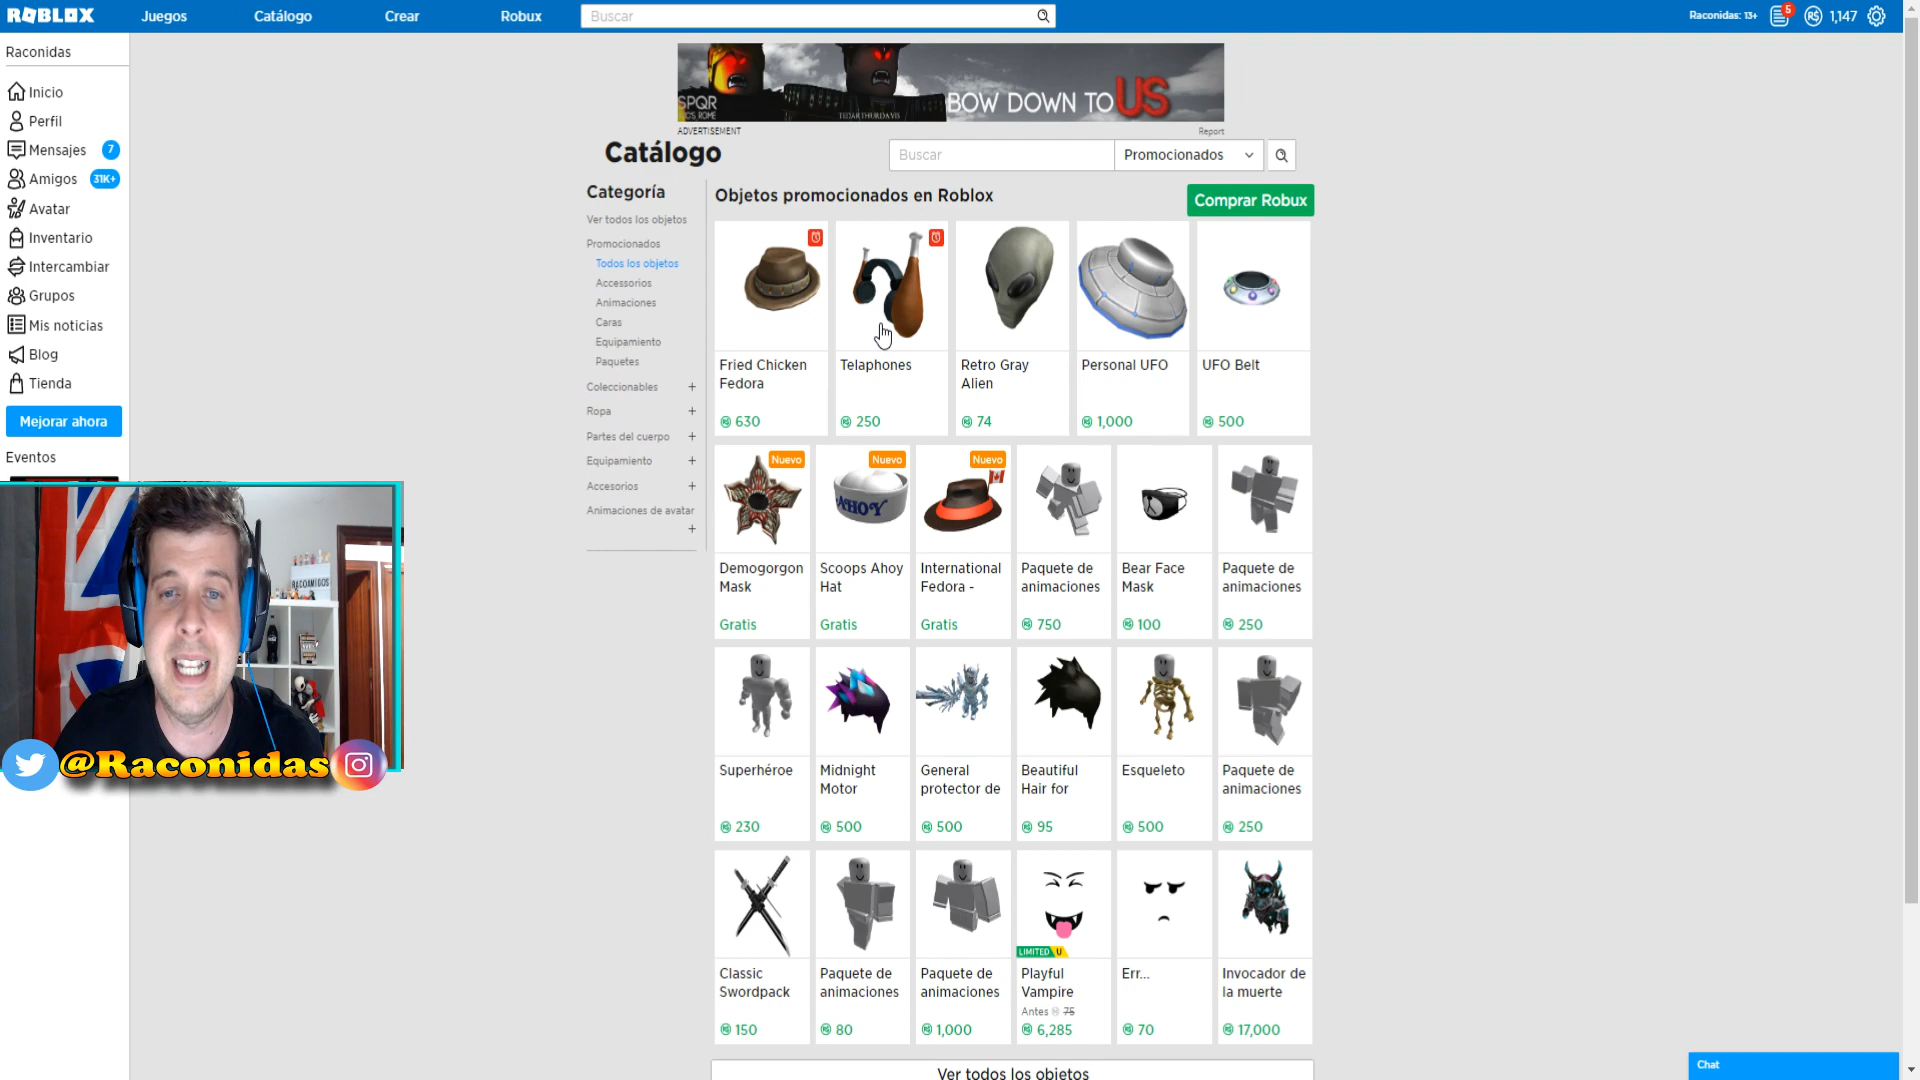 ROBLOX
Juegos
Catálogo
Crear
Robux
Buscar
Raconidas: 13+
5
1,147
Raconidas
Inicio
Perfil
Mensajes 7
Amigos 31K+
Avatar
Inventario
Intercambiar
Grupos
Mis noticias
Blog
Tienda
Mejorar ahora
Eventos
RACOAMIGOS
@Raconidas
SPQR
TEDARTHURDAVIS
BOW DOWN TO US
ADVERTISEMENT
Report
Catálogo
Buscar
Promocionados
Categoría
Ver todos los objetos
Promocionados
Todos los objetos
Accessorios
Animaciones
Caras
Equipamiento
Paquetes
Coleccionables +
Ropa +
Partes del cuerpo +
Equipamiento +
Accesorios +
Animaciones de avatar
+
Objetos promocionados en Roblox
Comprar Robux
Fried Chicken
Fedora
630
Telaphones
250
Retro Gray
Alien
74
Personal UFO
1,000
UFO Belt
500
Nuevo
Demogorgon
Mask
Gratis
Nuevo
AHOY
Scoops Ahoy
Hat
Gratis
Nuevo
International
Fedora -
Gratis
Paquete de
animaciones
750
Bear Face
Mask
100
Paquete de
animaciones
250
Superhéroe
230
Midnight
Motor
500
General
protector de
500
Beautiful
Hair for
95
Esqueleto
500
Paquete de
animaciones
250
Classic
Swordpack
150
Paquete de
animaciones
80
Paquete de
animaciones
1,000
LIMITED U
Playful
Vampire
Antes 75
6,285
Err...
70
Invocador de
la muerte
17,000
Ver todos los objetos
Chat